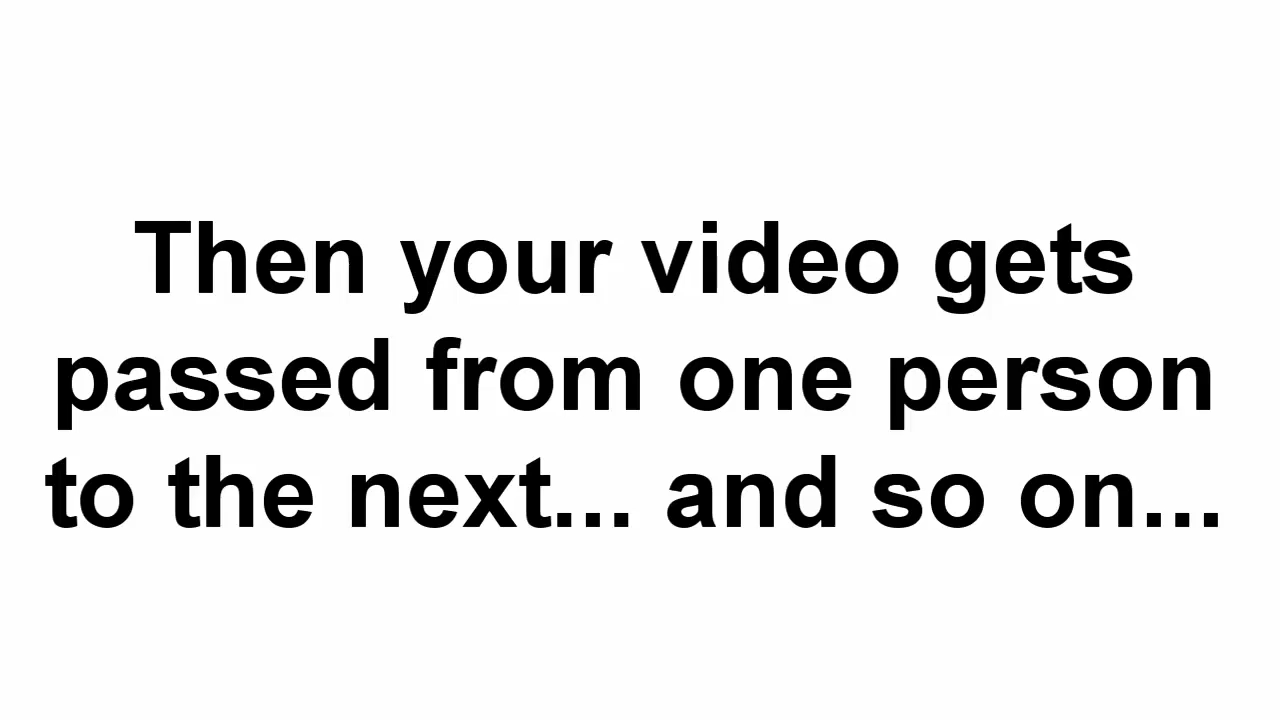 Then your video gets
passed from one person
to the next... and so on...